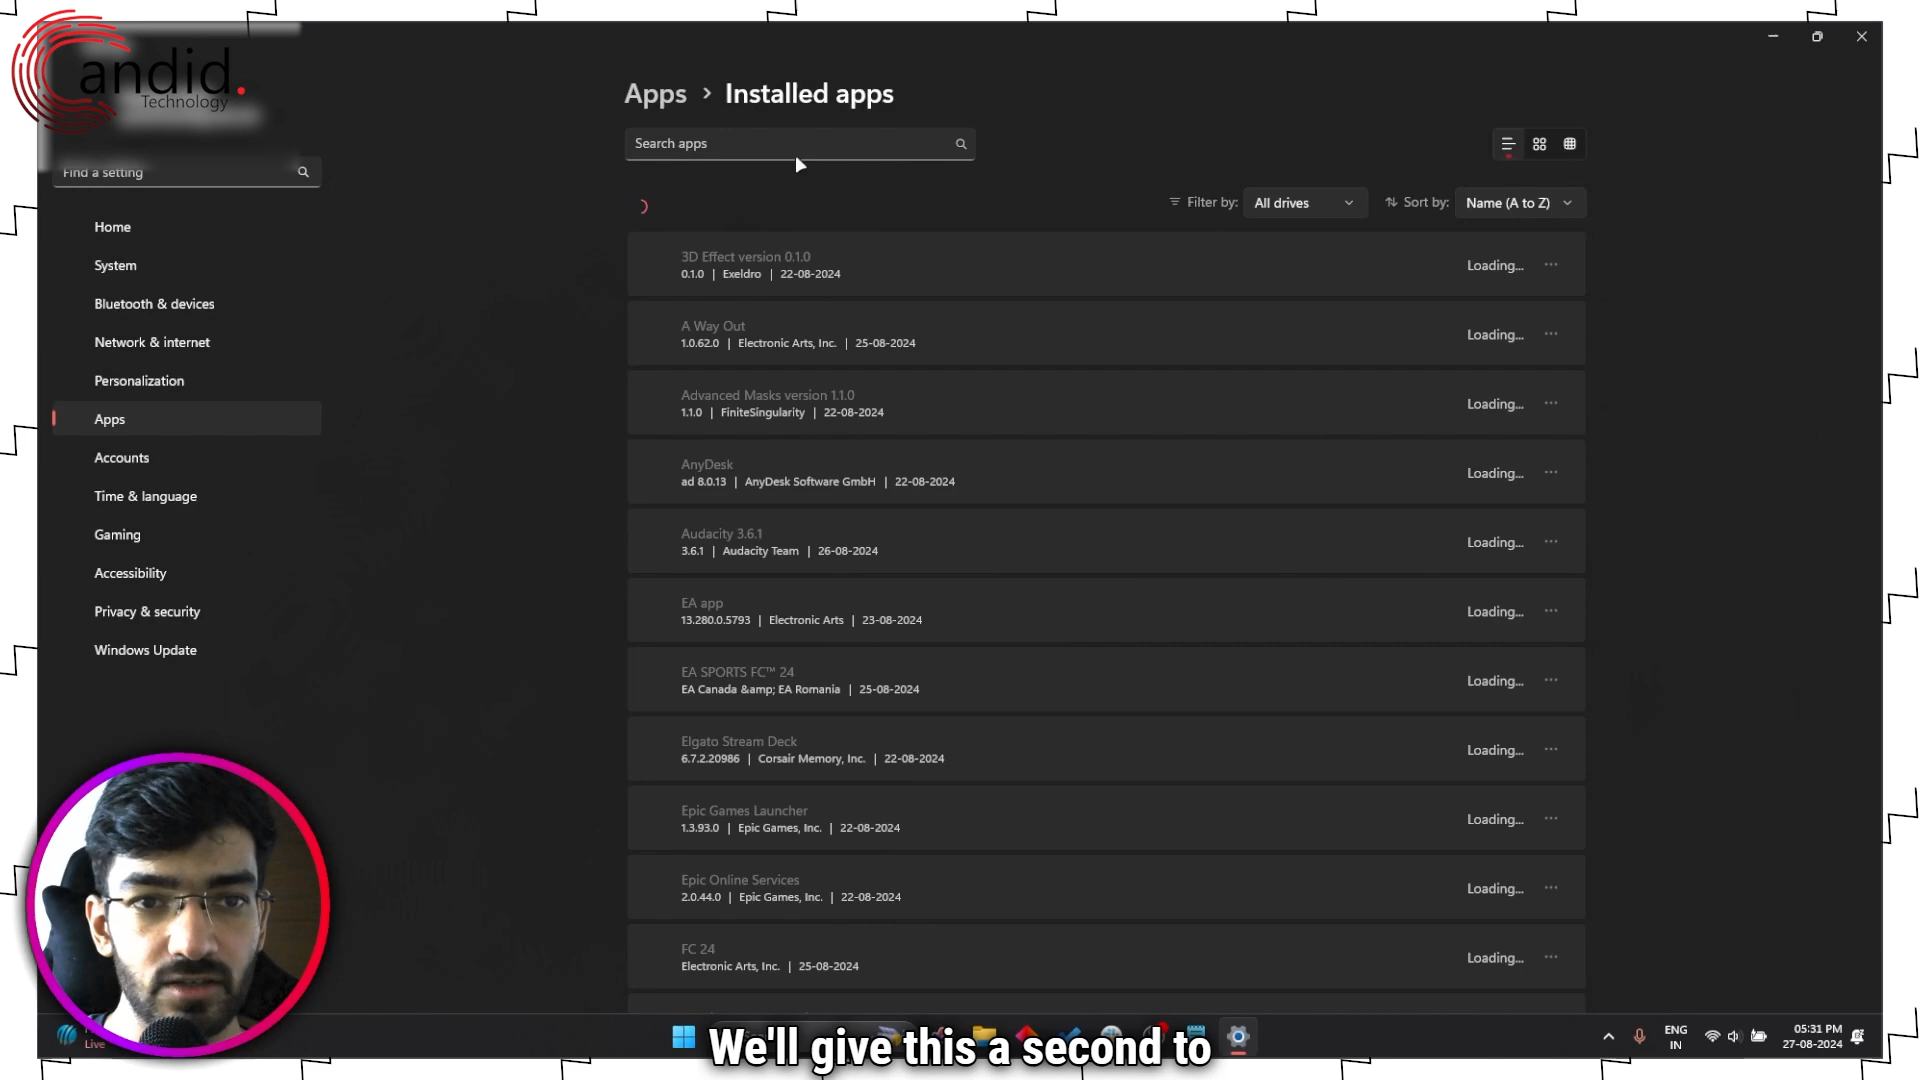 Candid.
Technology
Find a setting
Home
System
Bluetooth & devices
Network & internet
Personalization
Apps
Accounts
Time & language
Gaming
Accessibility
Privacy & security
Windows Update
Apps > Installed apps
Search apps
Filter by: All drives
Sort by: Name (A to Z)
3D Effect version 0.1.0
0.1.0 | Exeldro | 22-08-2024
Loading...
A Way Out
1.0.62.0 | Electronic Arts, Inc. | 25-08-2024
Loading...
Advanced Masks version 1.1.0
1.1.0 | FiniteSingularity | 22-08-2024
Loading...
AnyDesk
ad 8.0.13 | AnyDesk Software GmbH | 22-08-2024
Loading...
Audacity 3.6.1
3.6.1 | Audacity Team | 26-08-2024
Loading...
EA app
13.280.0.5793 | Electronic Arts | 23-08-2024
Loading...
EA SPORTS FC™ 24
EA Canada &amp; EA Romania | 25-08-2024
Loading...
Elgato Stream Deck
6.7.2.20986 | Corsair Memory, Inc. | 22-08-2024
Loading...
Epic Games Launcher
1.3.93.0 | Epic Games, Inc. | 22-08-2024
Loading...
Epic Online Services
2.0.44.0 | Epic Games, Inc. | 22-08-2024
Loading...
FC 24
Electronic Arts, Inc. | 25-08-2024
Loading...
Live
We'll give this a second to
ENG
IN
05:31 PM
27-08-2024